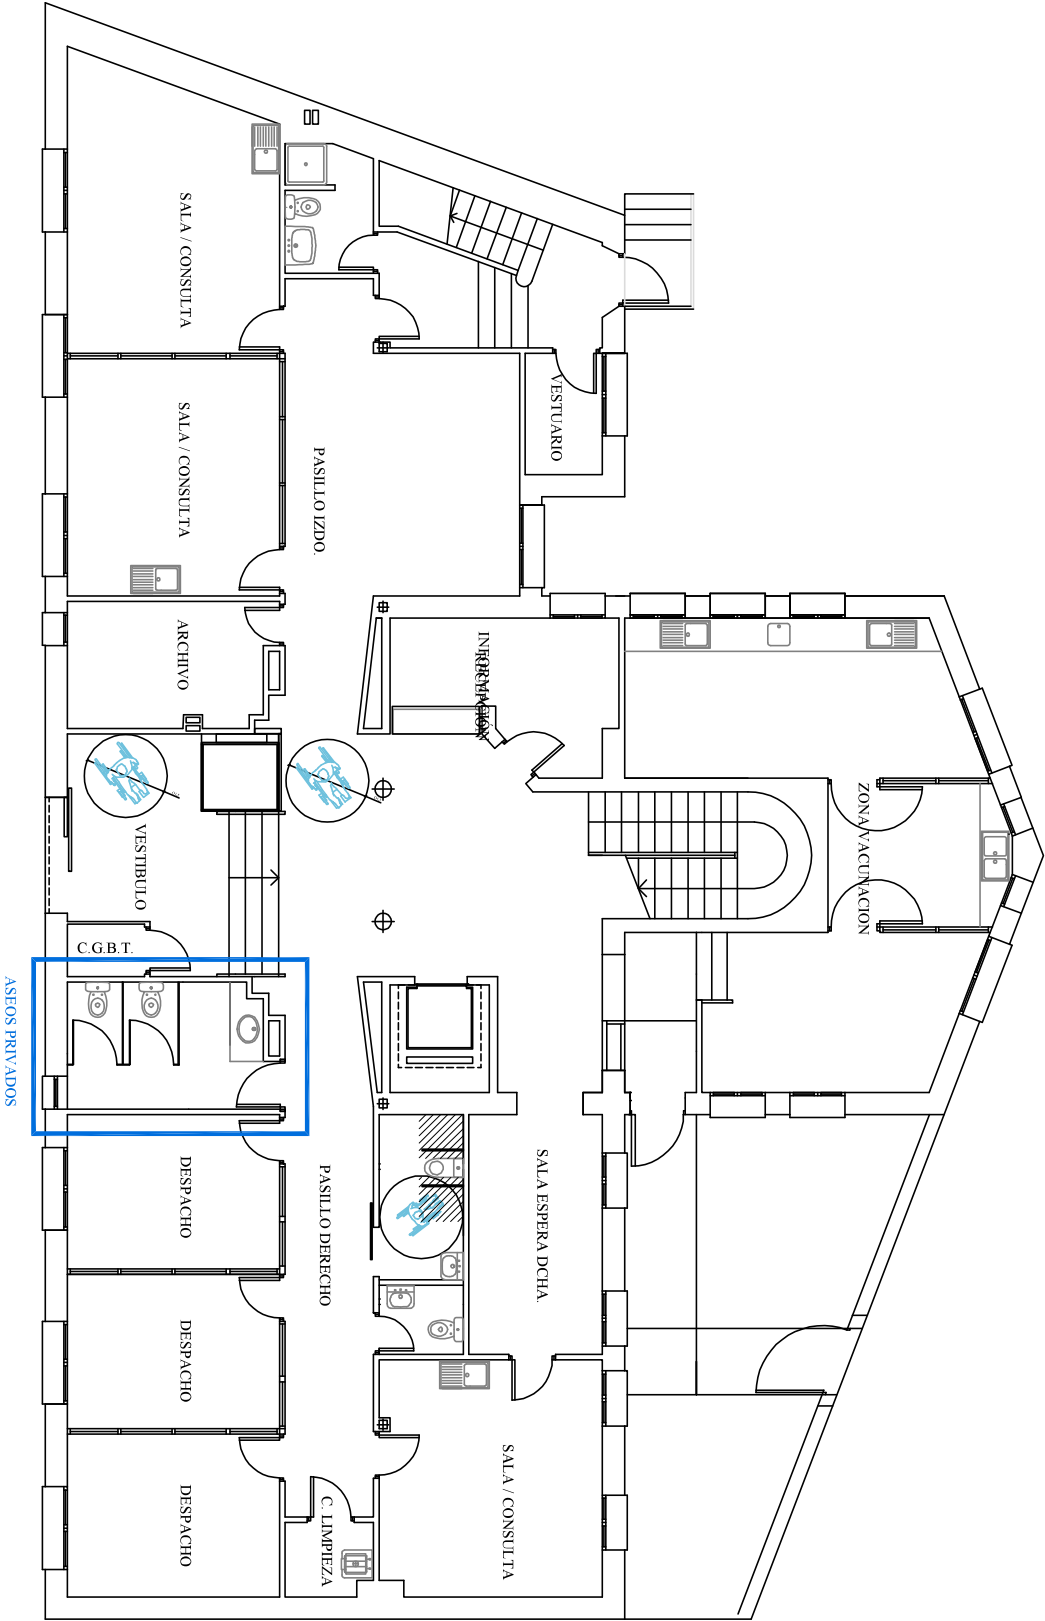 SALA / CONSULTA
SALA / CONSULTA
VESTUARIO
PASILLO IZDO.
ARCHIVO
INFORMACIÓN
RECEPCIÓN
ZONA VACUNACION
VESTIBULO
C.G.B.T.
ASEOS PRIVADOS
DESPACHO
PASILLO DERECHO
SALA ESPERA DCHA.
DESPACHO
DESPACHO
C. LIMPIEZA
SALA / CONSULTA